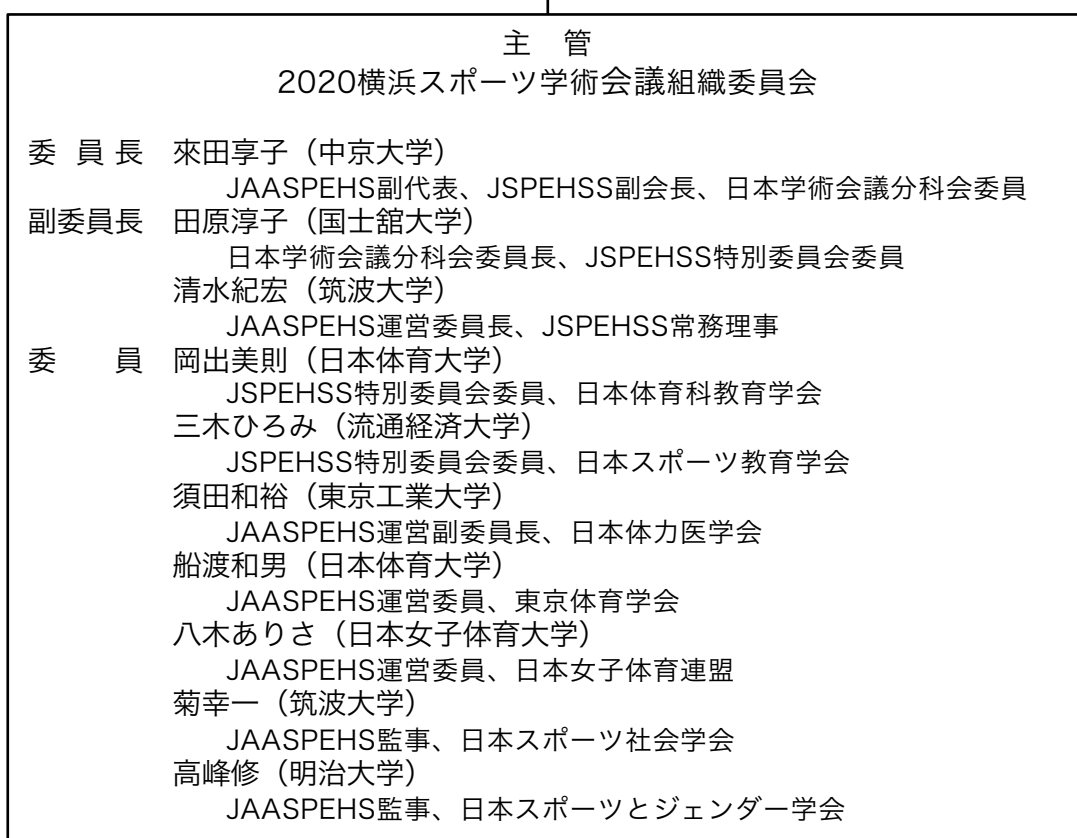 主　管
2020横浜スポーツ学術会議組織委員会
委 員 長　來田享子（中京大学）
JAASPEHS副代表、JSPEHSS副会長、日本学術会議分科会委員
副委員長　田原淳子（国士舘大学）
日本学術会議分科会委員長、JSPEHSS特別委員会委員
清水紀宏（筑波大学）
JAASPEHS運営委員長、JSPEHSS常務理事
委　　員　岡出美則（日本体育大学）
JSPEHSS特別委員会委員、日本体育科教育学会
三木ひろみ（流通経済大学）
JSPEHSS特別委員会委員、日本スポーツ教育学会
須田和裕（東京工業大学）
JAASPEHS運営副委員長、日本体力医学会
船渡和男（日本体育大学）
JAASPEHS運営委員、東京体育学会
八木ありさ（日本女子体育大学）
JAASPEHS運営委員、日本女子体育連盟
菊幸一（筑波大学）
JAASPEHS監事、日本スポーツ社会学会
高峰修（明治大学）
JAASPEHS監事、日本スポーツとジェンダー学会